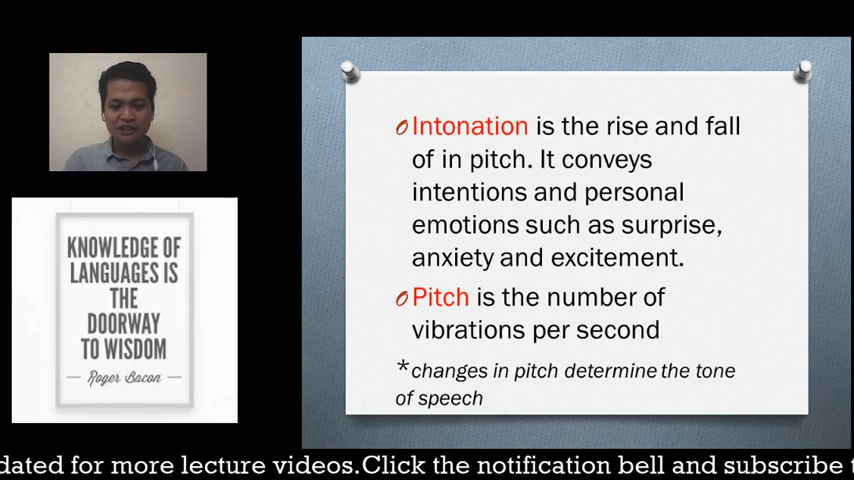 Intonation is the rise and fall
of in pitch. It conveys
intentions and personal
emotions such as surprise,
anxiety and excitement.
Pitch is the number of
vibrations per second
*changes in pitch determine the tone
of speech
KNOWLEDGE OF
LANGUAGES IS
THE
DOORWAY
TO WISDOM
Roger Bacon
for more lecture videos.Click the notification bell and subscribe